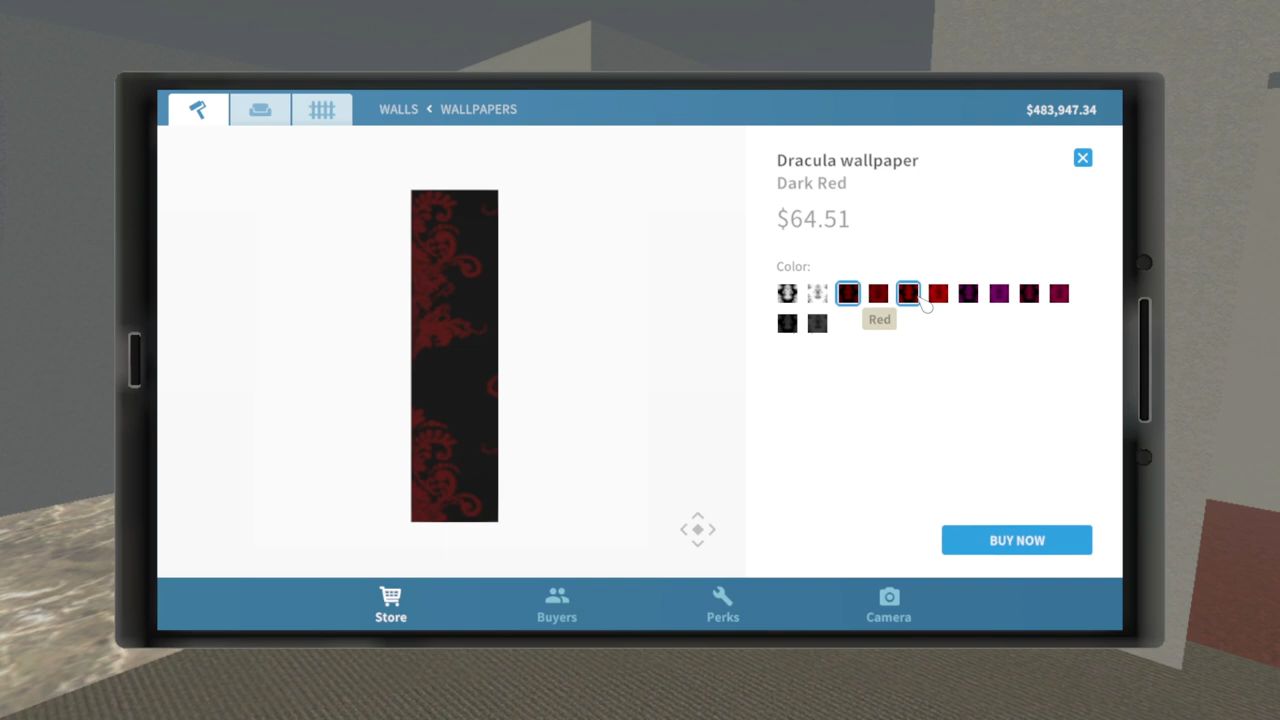 WALLS < WALLPAPERS
$483,947.34
Dracula wallpaper
Dark Red
$64.51
Color:
Red
BUY NOW
Store
Buyers
Perks
Camera